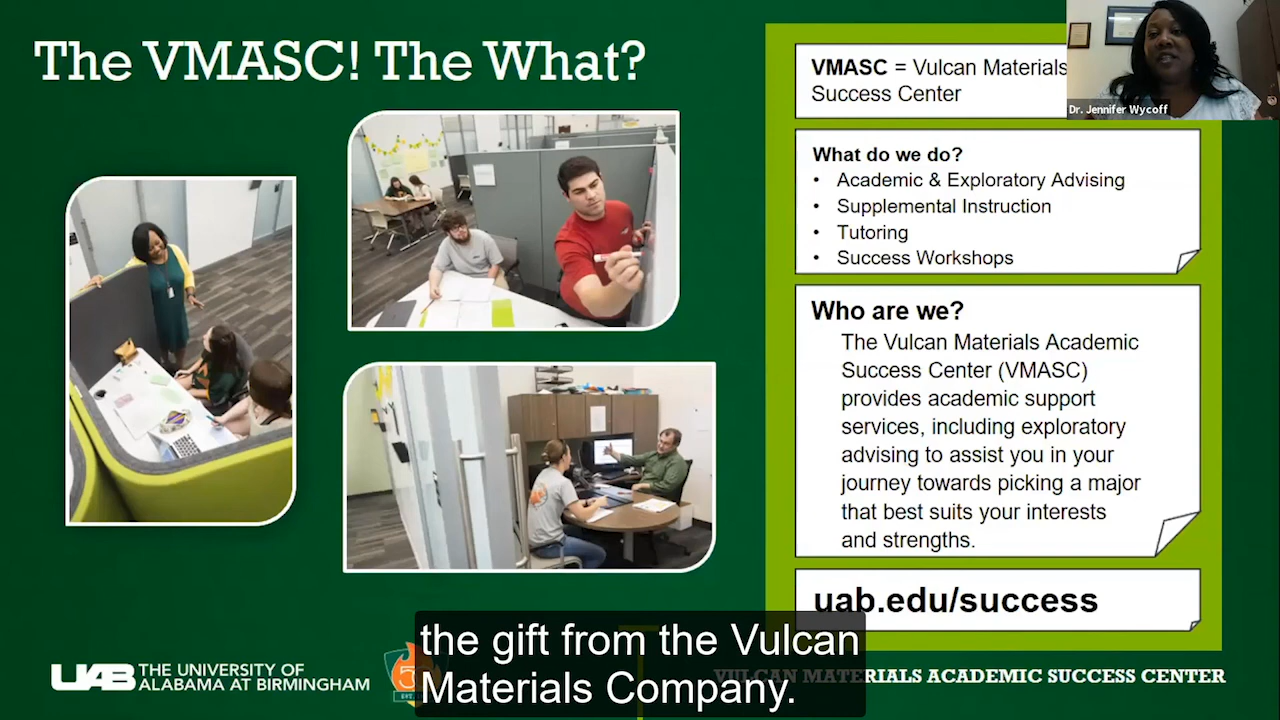 The VMASC! The What?
VMASC = Vulcan Materials
Success Center
Dr. Jennifer Wycoff
What do we do?
• Academic & Exploratory Advising
• Supplemental Instruction
• Tutoring
• Success Workshops
Who are we?
The Vulcan Materials Academic
Success Center (VMASC)
provides academic support
services, including exploratory
advising to assist you in your
journey towards picking a major
that best suits your interests
and strengths.
uab.edu/success
the gift from the Vulcan
Materials Company.
UAB THE UNIVERSITY OF
ALABAMA AT BIRMINGHAM
VULCAN MATERIALS ACADEMIC SUCCESS CENTER